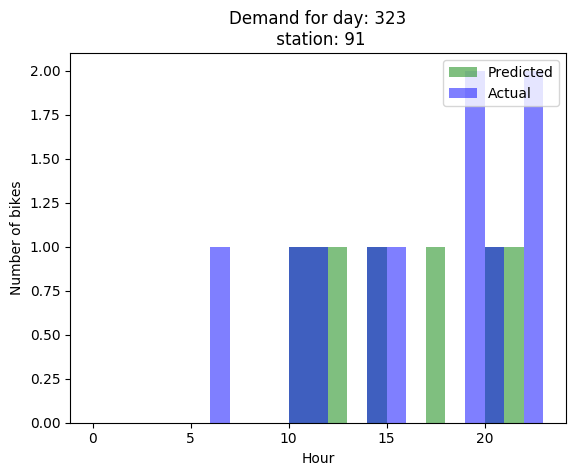 Demand for day: 323
station: 91
Predicted
Actual
2.00
1.75
1.50
1.25
1.00
0.75
0.50
0.25
0.00
Number of bikes
0 5 10 15 20
Hour